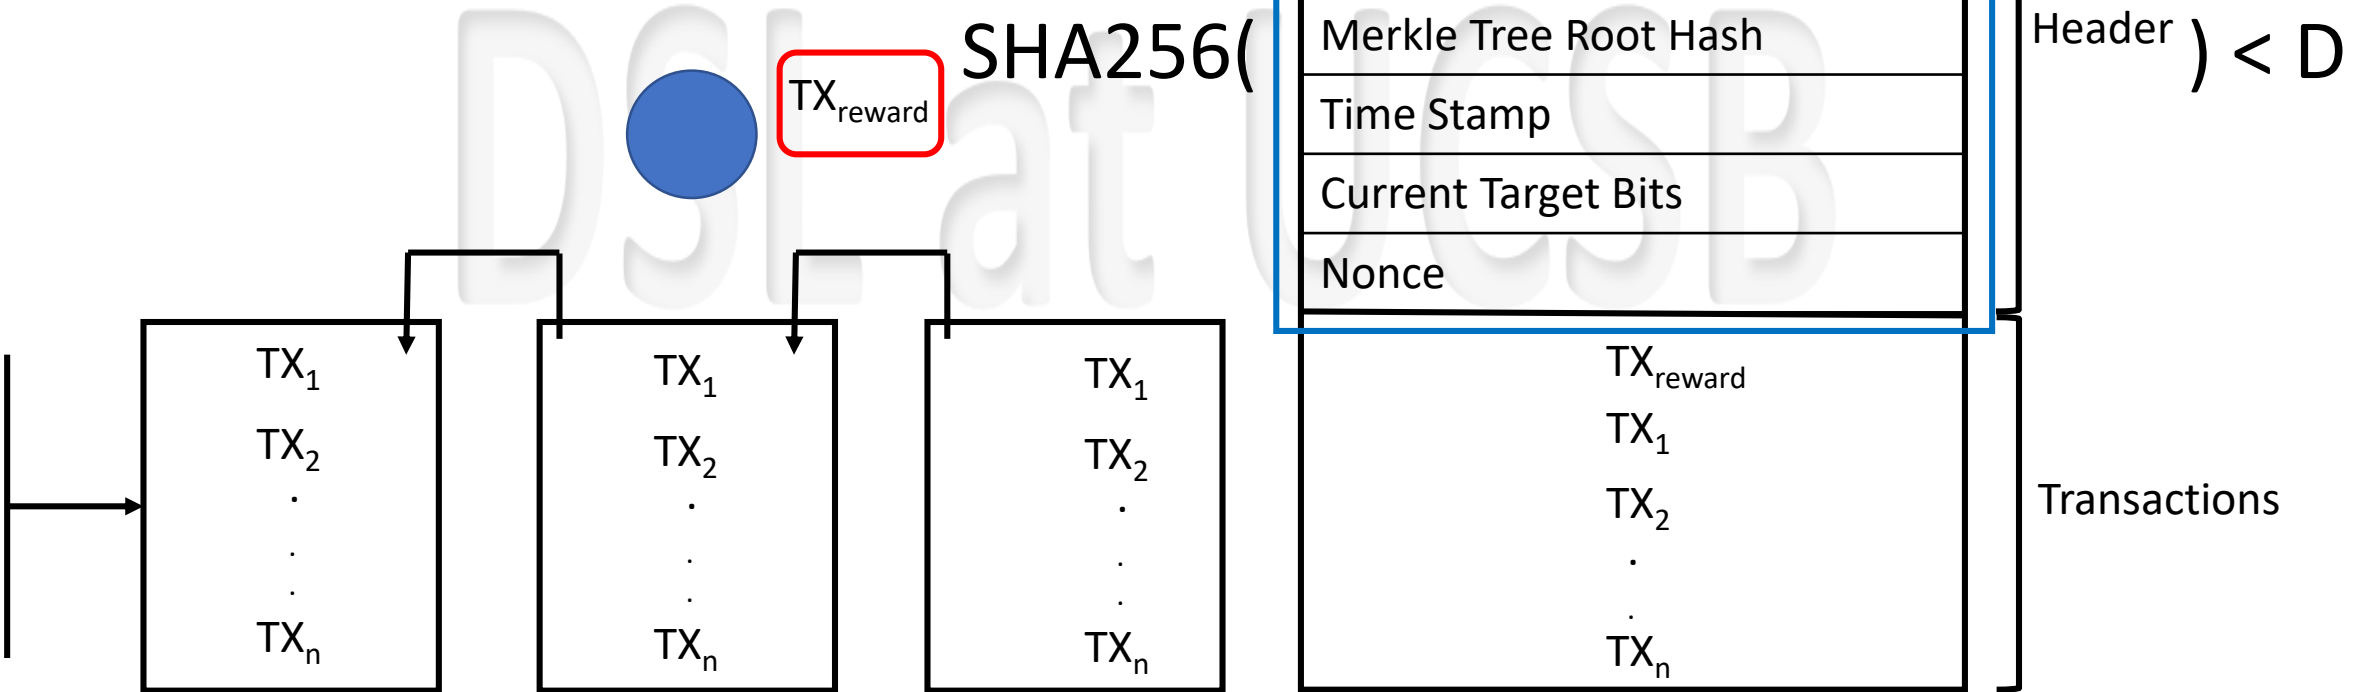 SHA256(
Merkle Tree Root Hash
Header
) < D
TXreward
Time Stamp
Current Target Bits
Nonce
TX1
TX2
.
.
.
TXn
TX1
TX2
.
.
.
TXn
TX1
TX2
.
.
.
TXn
TXreward
TX1
TX2
.
.
TXn
Transactions
DSL at UCSB